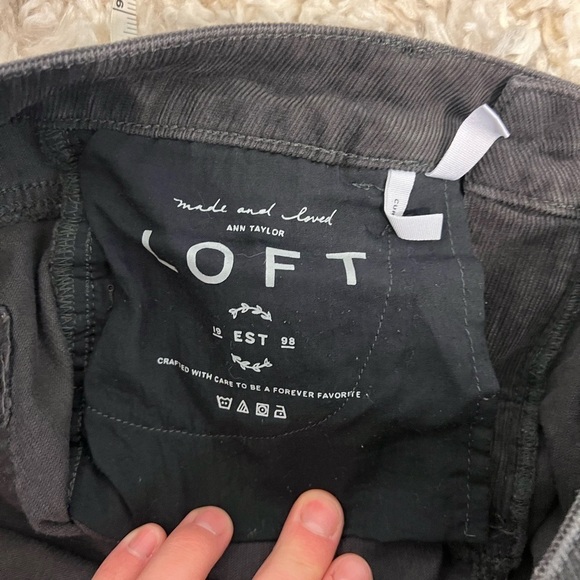 made and loved
ANN TAYLOR
LOFT
19 EST 98
CRAFTED WITH CARE TO BE A FOREVER FAVORITE